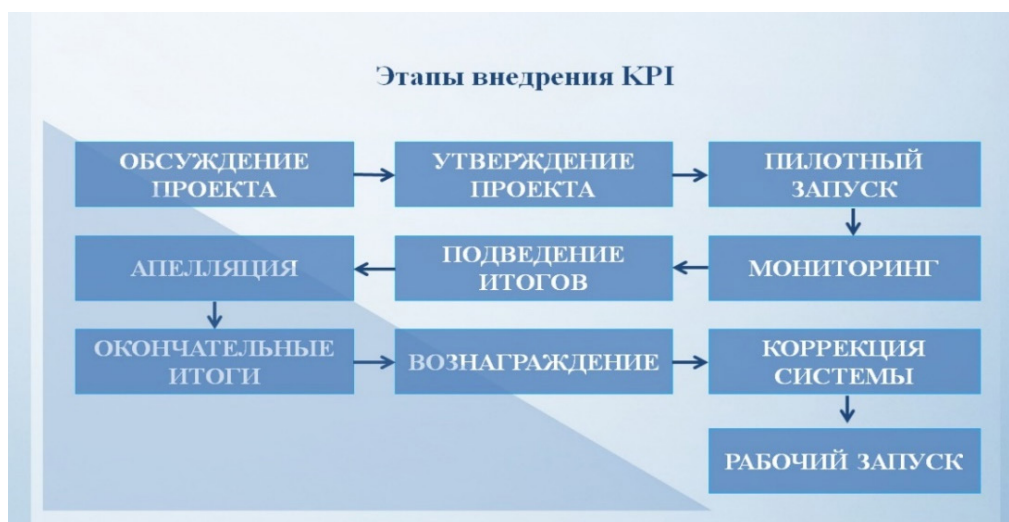 Этапы внедрения KPI
ОБСУЖДЕНИЕ
ПРОЕКТА
УТВЕРЖДЕНИЕ
ПРОЕКТА
ПИЛОТНЫЙ
ЗАПУСК
АПЕЛЛЯЦИЯ
ПОДВЕДЕНИЕ
ИТОГОВ
МОНИТОРИНГ
ОКОНЧАТЕЛЬНЫЕ
ИТОГИ
ВОЗНАГРАЖДЕНИЕ
КОРРЕКЦИЯ
СИСТЕМЫ
РАБОЧИЙ ЗАПУСК